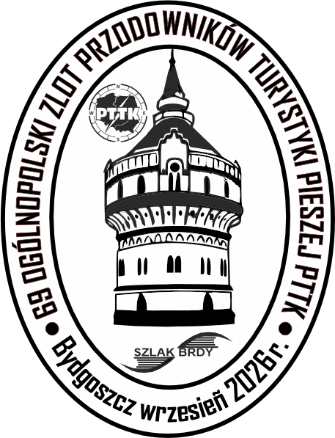 69 OGÓLNOPOLSKI ZLOT PRZODOWNIKÓW TURYSTYKI PIESZEJ PTTK
PTTK
SZLAK BRDY
• Bydgoszcz wrzesień 2026 r. •